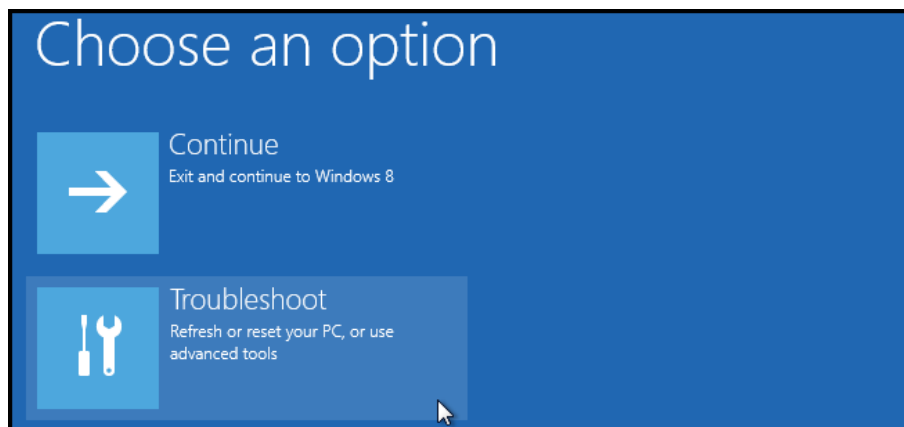 Choose an option
Continue
Exit and continue to Windows 8
Troubleshoot
Refresh or reset your PC, or use
advanced tools